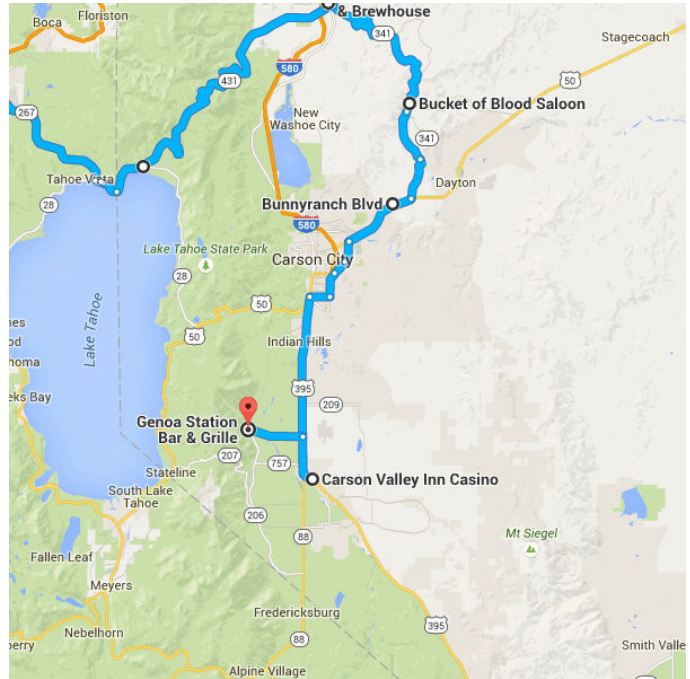 Boca
Floriston
& Brewhouse
341
Stagecoach
431
580
50
267
New
Washoe City
Bucket of Blood Saloon
341
Tahoe Vista
Dayton
28
Bunnyranch Blvd
580
Lake Tahoe State Park
Carson City
28
50
Lake Tahoe
50
Indian Hills
395
209
Genoa Station
Bar & Grille
eks Bay
207
757
Stateline
Carson Valley Inn Casino
South Lake
Tahoe
206
88
Mt Siegel
Fallen Leaf
Meyers
Fredericksburg
395
Nebelhorn
88
Smith Valle
Alpine Village